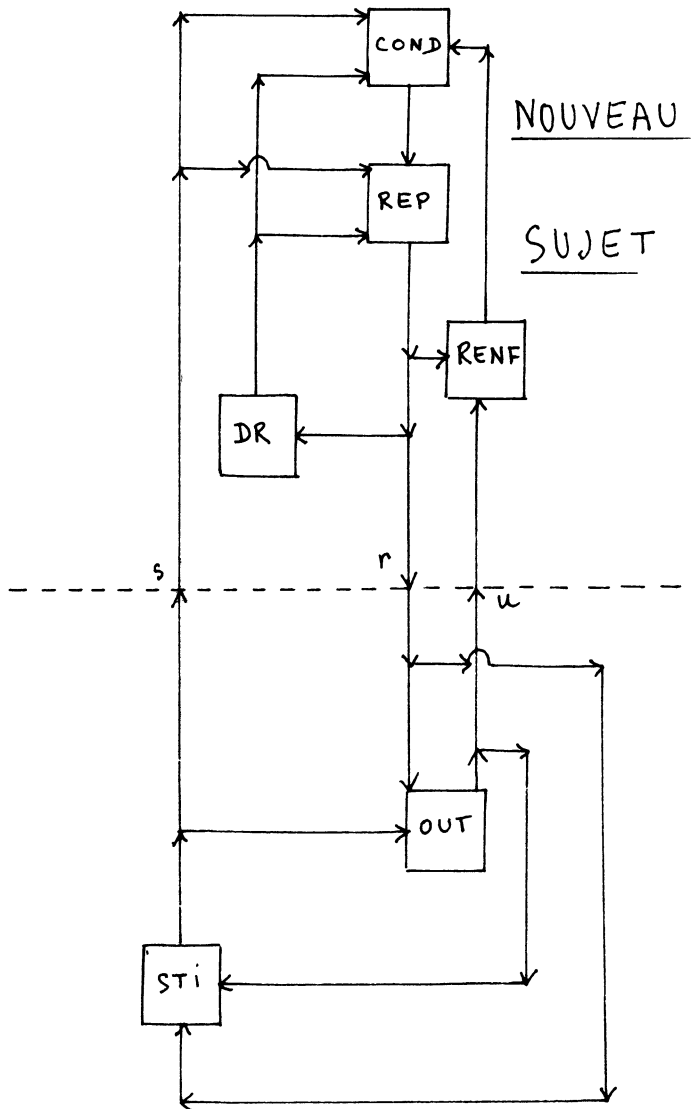 COND
NOUVEAU
REP
SUJET
RENF
DR
s
r
u
OUT
STi